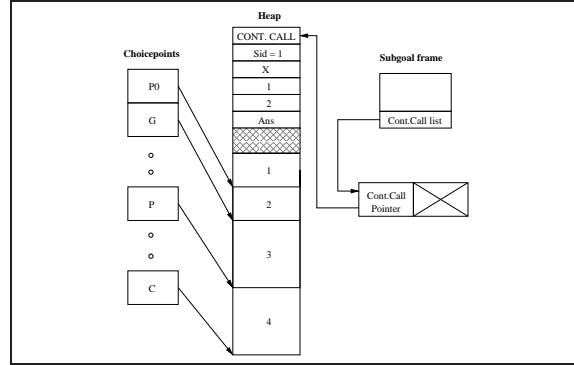 Heap
Choicepoints
Subgoal frame
CONT. CALL
Sid = 1
X
1
2
Ans
1
2
3
4
P0
G
P
C
Cont.Call list
Cont.Call
Pointer